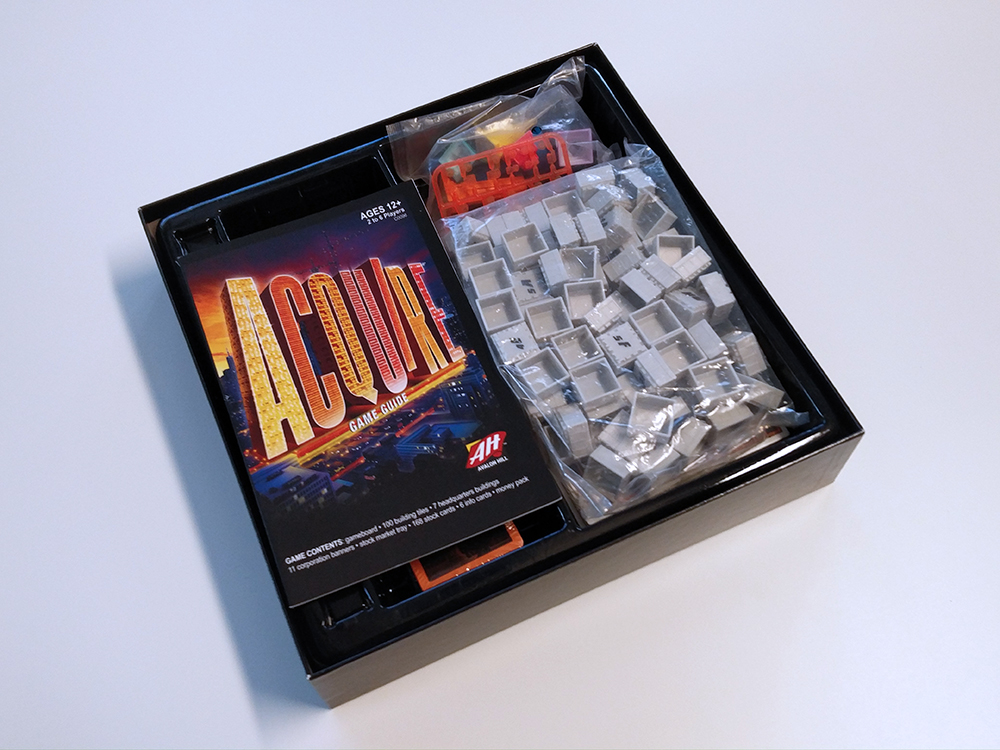 AGES 12+
2 to 6 Players
ACQUIRE
GAME GUIDE
AH
AVALON HILL
GAME CONTENTS: gameboard • 100 building tiles • 7 headquarters buildings
11 corporation banners • stock market tray • 168 stock cards • 6 info cards • money pack
5F